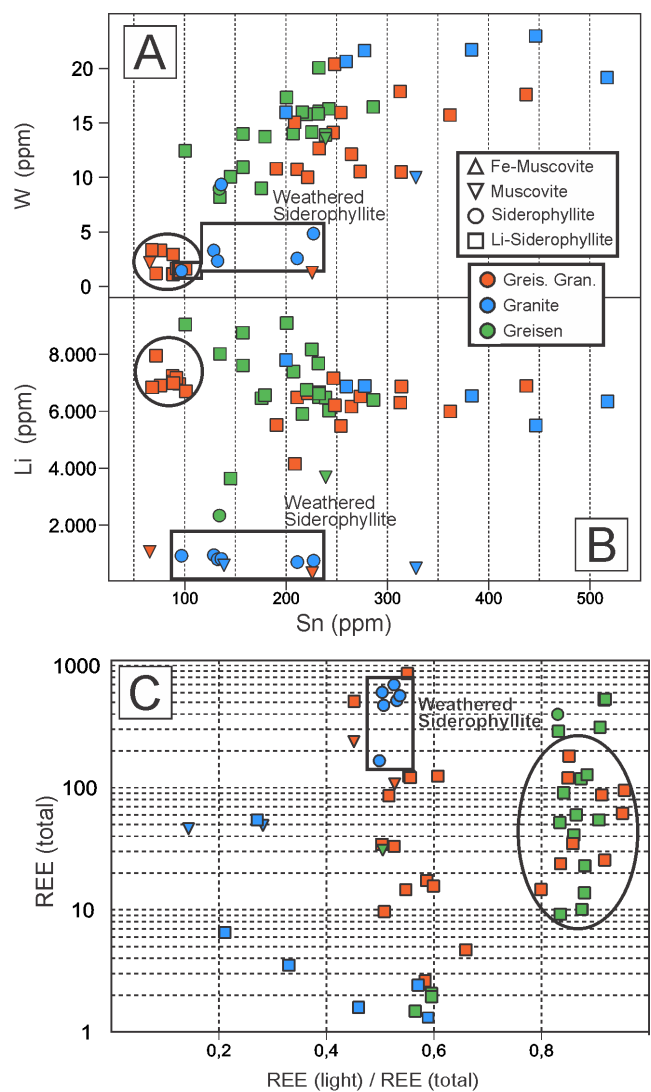 A
W (ppm)
20
15
10
5
0
Weathered
Siderophyllite
Fe-Muscovite
Muscovite
Siderophyllite
Li-Siderophyllite
Greis. Gran.
Granite
Greisen
Li (ppm)
8.000
6.000
4.000
2.000
Weathered
Siderophyllite
B
100
200
300
400
500
Sn (ppm)
C
REE (total)
1000
100
10
1
Weathered
Siderophyllite
0,2
0,4
0,6
0,8
REE (light) / REE (total)